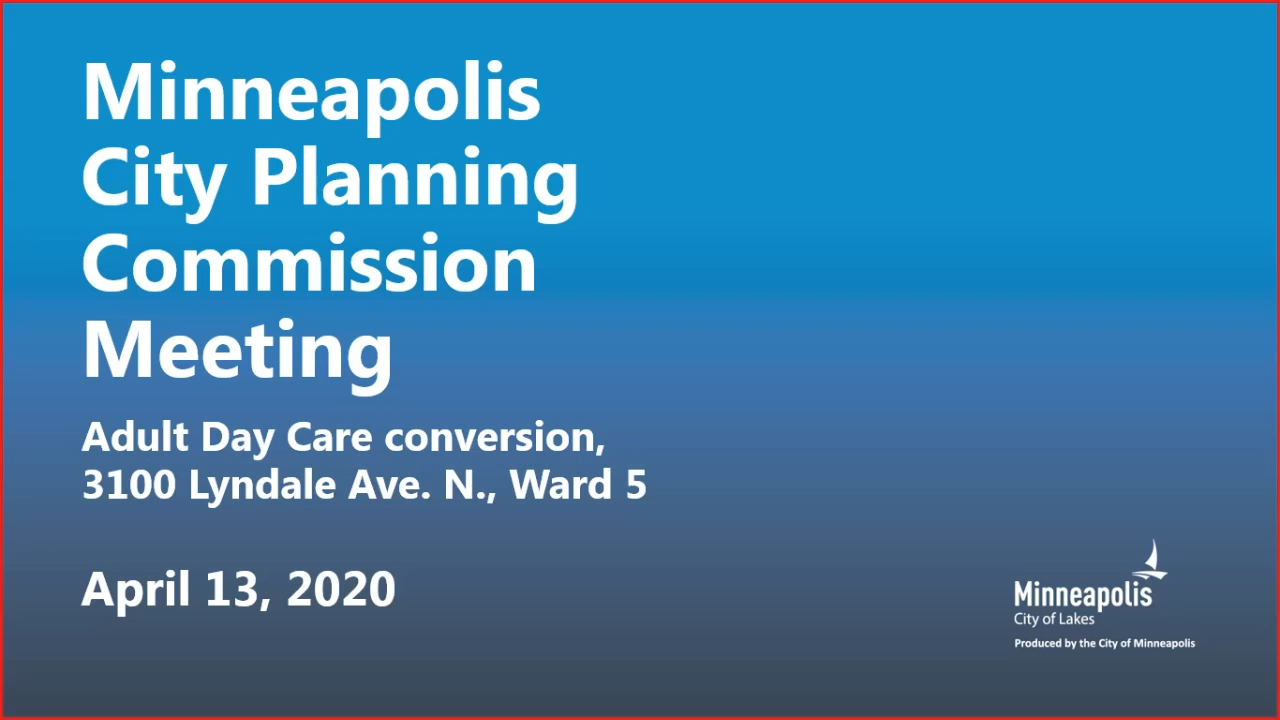 Minneapolis
City Planning
Commission
Meeting
Adult Day Care conversion,
3100 Lyndale Ave. N., Ward 5
April 13, 2020
Minneapolis
City of Lakes
Produced by the City of Minneapolis